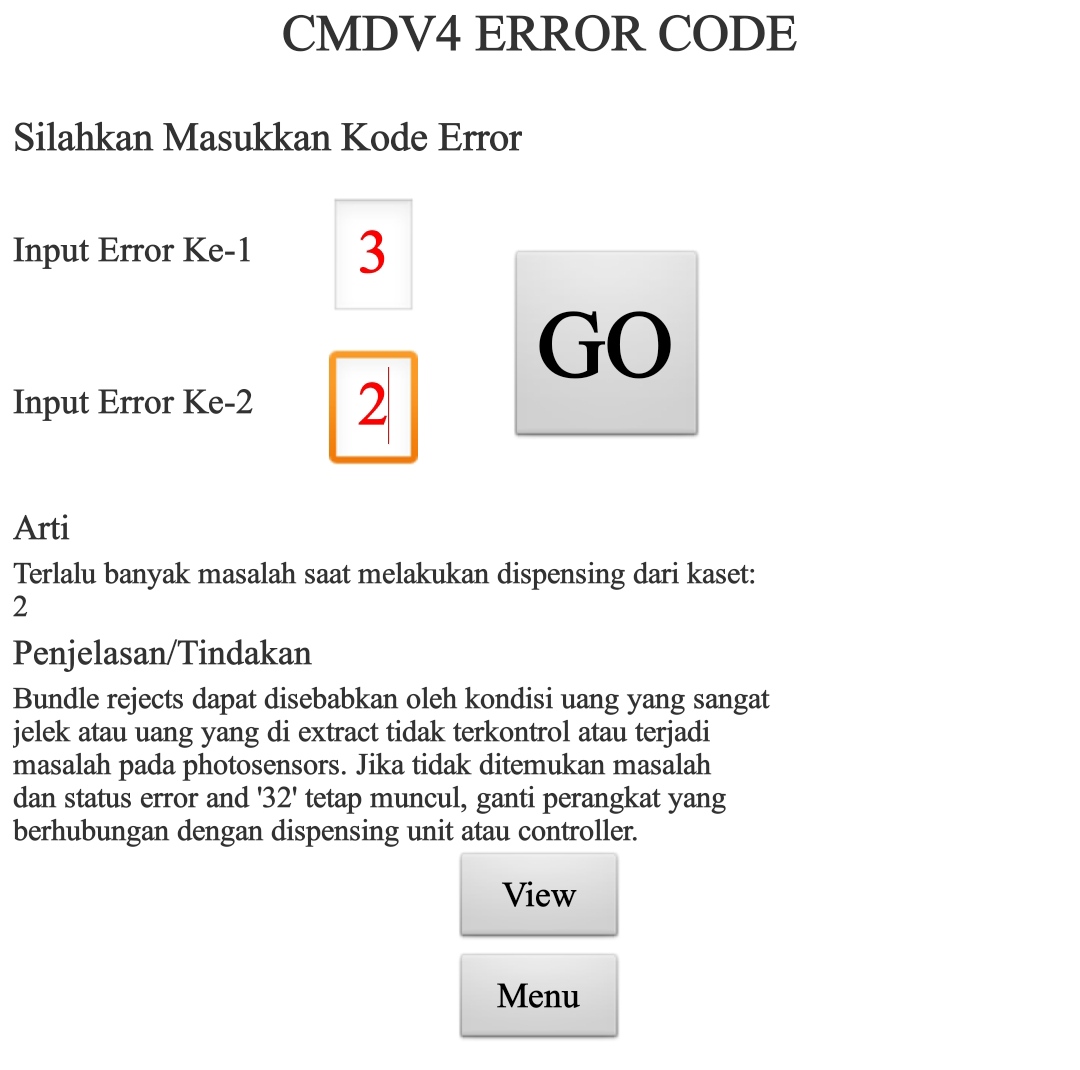 CMDV4 ERROR CODE
Silahkan Masukkan Kode Error
Input Error Ke-1
3
GO
Input Error Ke-2
2
Arti
Terlalu banyak masalah saat melakukan dispensing dari kaset:
2
Penjelasan/Tindakan
Bundle rejects dapat disebabkan oleh kondisi uang yang sangat
jelek atau uang yang di extract tidak terkontrol atau terjadi
masalah pada photosensors. Jika tidak ditemukan masalah
dan status error and '32' tetap muncul, ganti perangkat yang
berhubungan dengan dispensing unit atau controller.
View
Menu